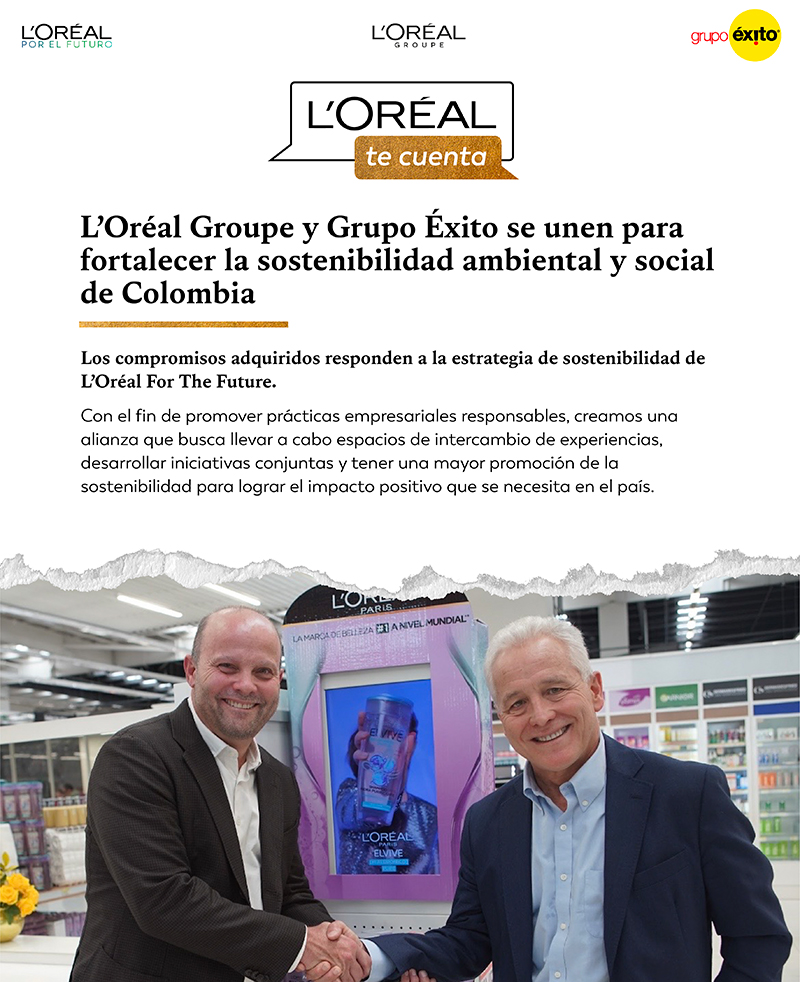 L'ORÉAL
POR EL FUTURO
L'ORÉAL
GROUPE
grupo éxito
L'ORÉAL
te cuenta
L'Oréal Groupe y Grupo Éxito se unen para
fortalecer la sostenibilidad ambiental y social
de Colombia
Los compromisos adquiridos responden a la estrategia de sostenibilidad de
L'Oréal For The Future.
Con el fin de promover prácticas empresariales responsables, creamos una
alianza que busca llevar a cabo espacios de intercambio de experiencias,
desarrollar iniciativas conjuntas y tener una mayor promoción de la
sostenibilidad para lograr el impacto positivo que se necesita en el país.
L'ORÉAL
PARIS
LA MARCA DE BELLEZA #1 A NIVEL MUNDIAL
ELVIVE
L'ORÉAL
PARIS
ELVIVE
GARNIER